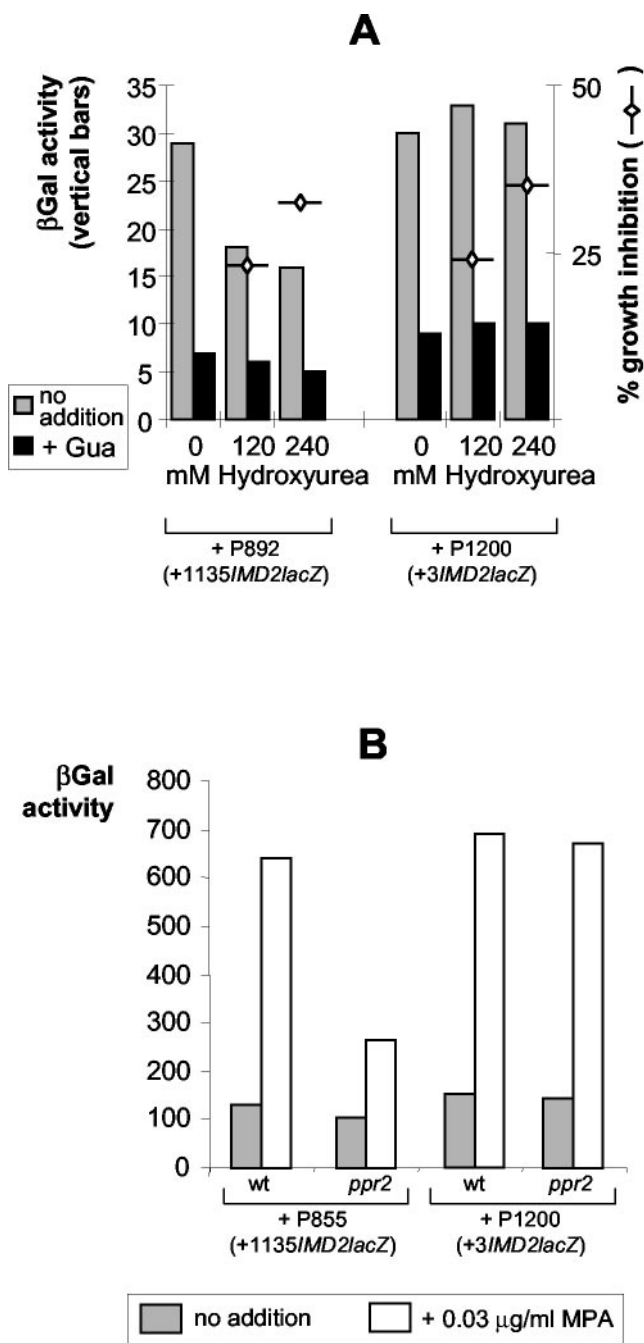 A
βGal activity
(vertical bars)
35
30
25
20
15
10
5
0
50
25
% growth inhibition ( )
no
addition
+ Gua
0 120 240 0 120 240
mM Hydroxyurea mM Hydroxyurea
+ P892 + P1200
(+1135IMD2lacZ) (+3IMD2lacZ)
B
βGal
activity
800
700
600
500
400
300
200
100
0
wt ppr2 wt ppr2
+ P855 + P1200
(+1135IMD2lacZ) (+3IMD2lacZ)
no addition + 0.03 μg/ml MPA